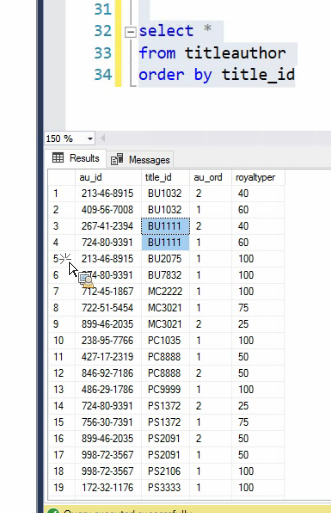 31
32 select *
33 from titleauthor
34 order by title_id
150 %
Results Messages
au_id title_id au_ord royaltyper
1 213-46-8915 BU1032 2 40
2 409-56-7008 BU1032 1 60
3 267-41-2394 BU1111 2 40
4 724-80-9391 BU1111 1 60
5 213-46-8915 BU2075 1 100
6 274-80-9391 BU7832 1 100
7 712-45-1867 MC2222 1 100
8 722-51-5454 MC3021 1 75
9 899-46-2035 MC3021 2 25
10 238-95-7766 PC1035 1 100
11 427-17-2319 PC8888 1 50
12 846-92-7186 PC8888 2 50
13 486-29-1786 PC9999 1 100
14 724-80-9391 PS1372 2 25
15 756-30-7391 PS1372 1 75
16 899-46-2035 PS2091 2 50
17 998-72-3567 PS2091 1 50
18 998-72-3567 PS2106 1 100
19 172-32-1176 PS3333 1 100